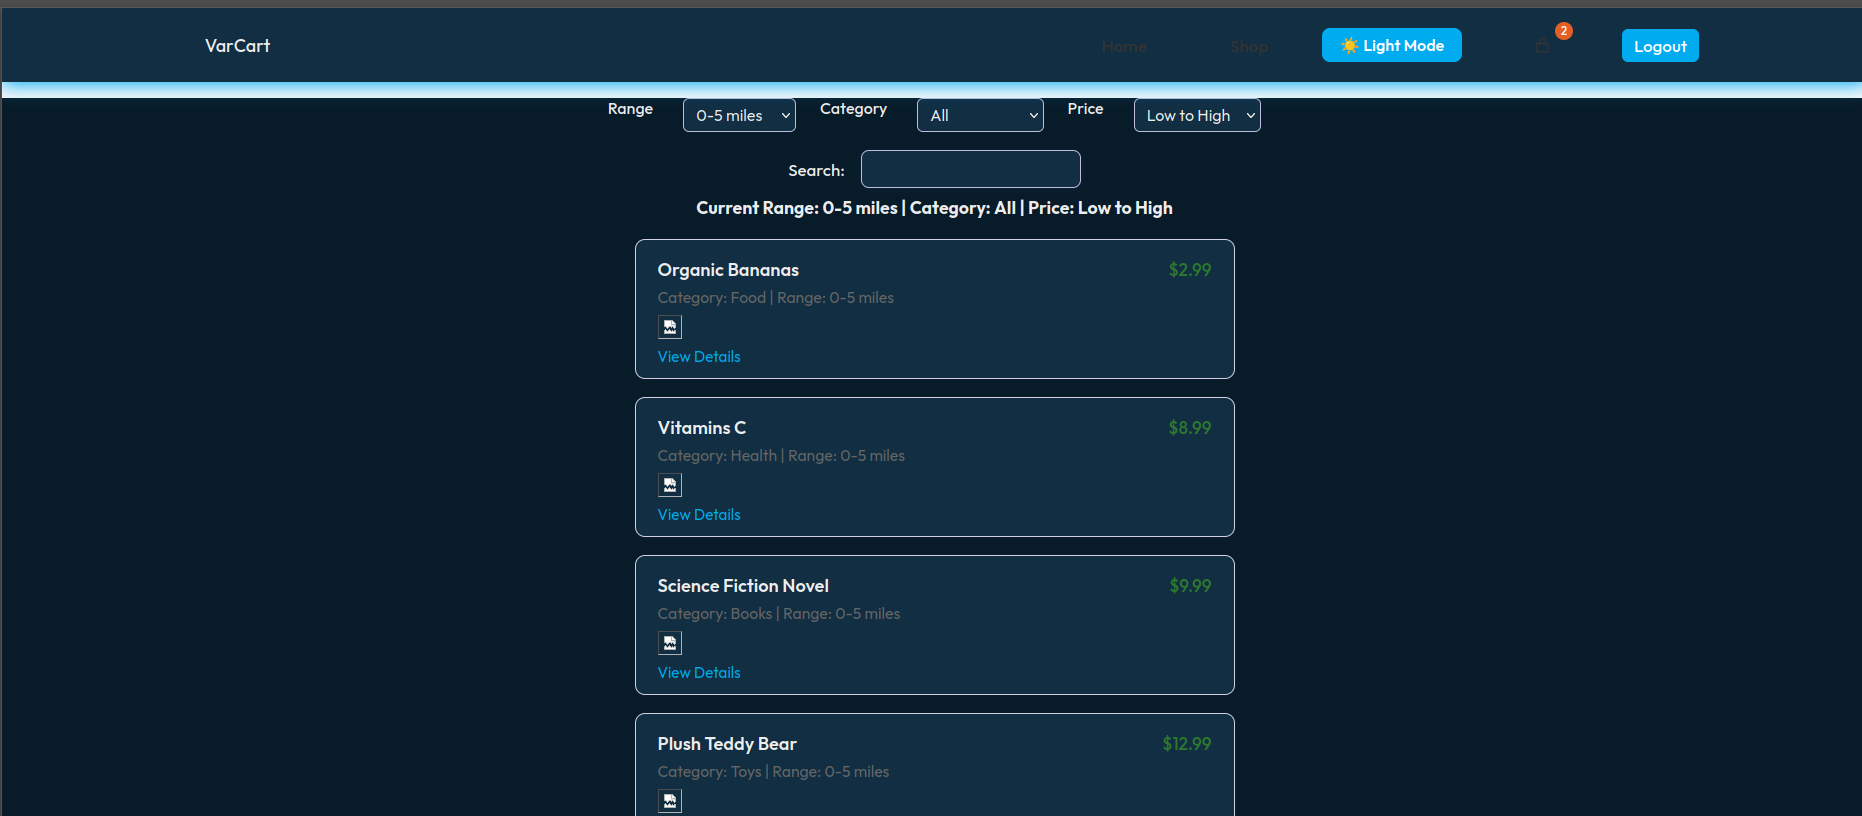 VarCart Home Shop ☀️ Light Mode 2 Logout
Range 0-5 miles Category All Price Low to High
Search:
Current Range: 0-5 miles | Category: All | Price: Low to High
Organic Bananas $2.99
Category: Food | Range: 0-5 miles
View Details
Vitamins C $8.99
Category: Health | Range: 0-5 miles
View Details
Science Fiction Novel $9.99
Category: Books | Range: 0-5 miles
View Details
Plush Teddy Bear $12.99
Category: Toys | Range: 0-5 miles